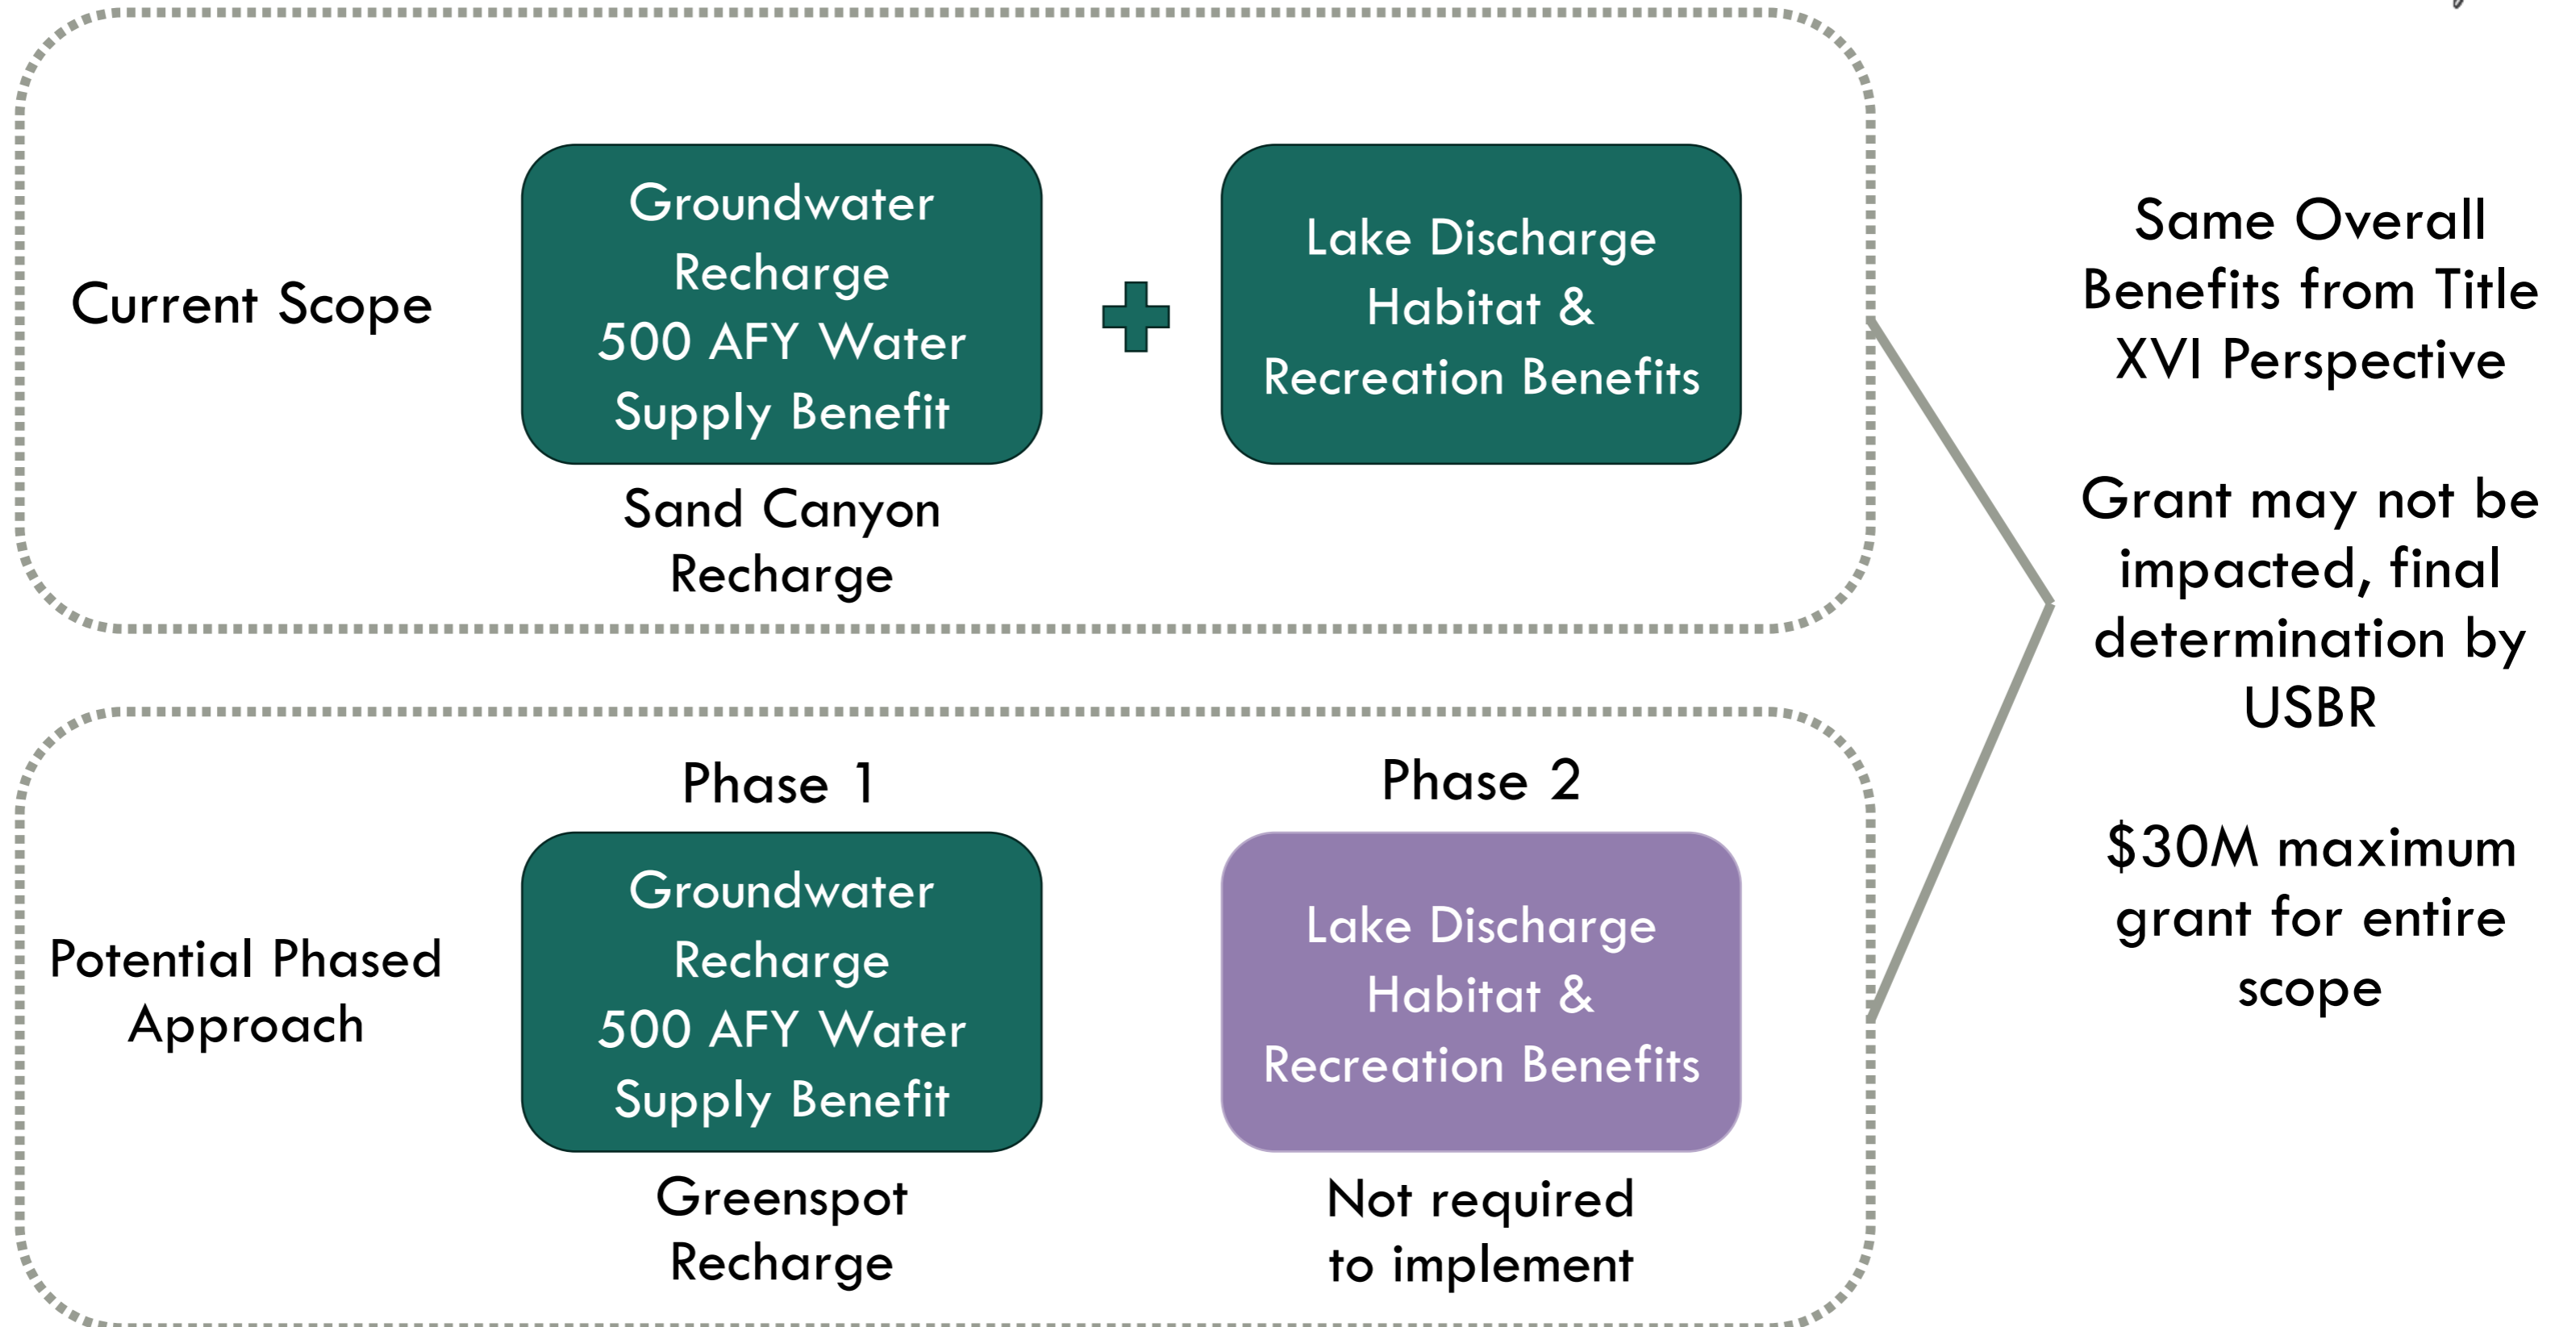 Current Scope
Groundwater
Recharge
500 AFY Water
Supply Benefit
Sand Canyon
Recharge
Lake Discharge
Habitat &
Recreation Benefits
Potential Phased
Approach
Phase 1
Groundwater
Recharge
500 AFY Water
Supply Benefit
Greenspot
Recharge
Phase 2
Lake Discharge
Habitat &
Recreation Benefits
Not required
to implement
Same Overall
Benefits from Title
XVI Perspective
Grant may not be
impacted, final
determination by
USBR
$30M maximum
grant for entire
scope